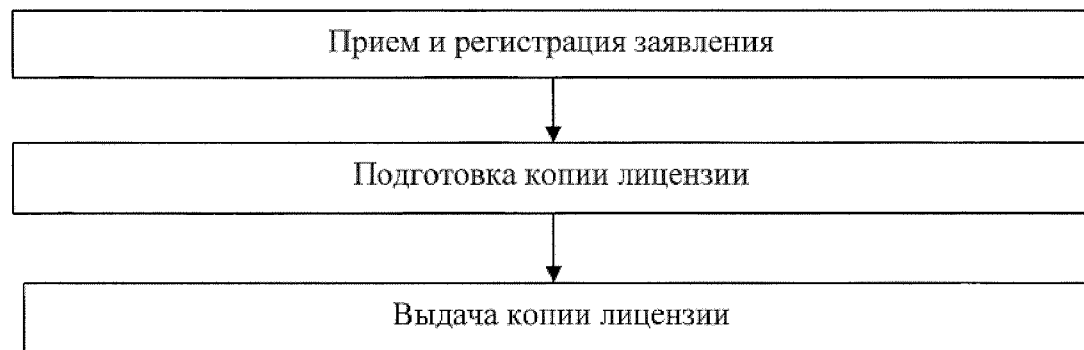 Прием и регистрация заявления
Подготовка копии лицензии
Выдача копии лицензии